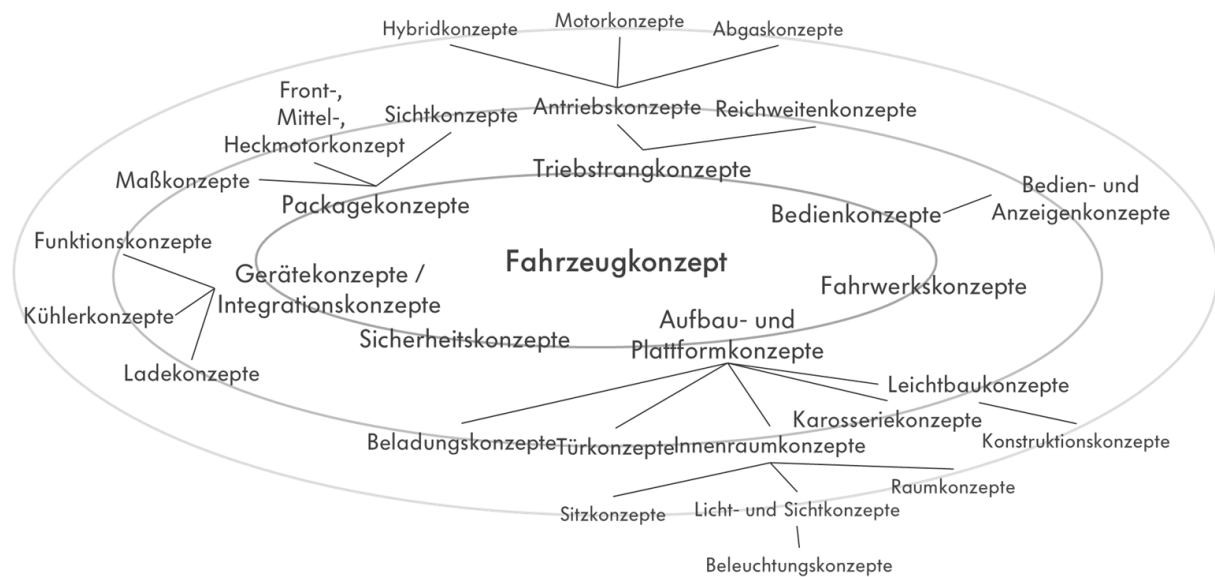 Hybridkonzepte
Motorkonzepte
Abgaskonzepte
Front-,
Mittel-,
Heckmotorkonzept
Sichtkonzepte
Antriebskonzepte
Reichweitenkonzepte
Maßkonzepte
Triebstrangkonzepte
Packagekonzepte
Bedienkonzepte
Bedien- und
Anzeigenkonzepte
Funktionskonzepte
Gerätekonzepte /
Integrationskonzepte
Fahrzeugkonzept
Fahrwerkskonzepte
Kühlerkonzepte
Sicherheitskonzepte
Aufbau- und
Plattformkonzepte
Ladekonzepte
Leichtbaukonzepte
Karosseriekonzepte
Beladungskonzepte
Türkonzepte
Innenraumkonzepte
Konstruktionskonzepte
Raumkonzepte
Sitzkonzepte
Licht- und Sichtkonzepte
Beleuchtungskonzepte